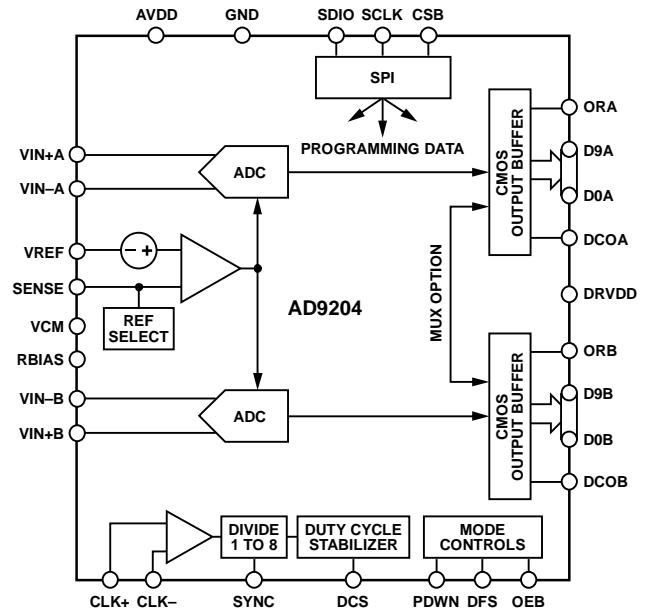 AVDD
GND
SDIO
SCLK
CSB
SPI
PROGRAMMING DATA
VIN+A
VIN–A
ADC
CMOS
OUTPUT BUFFER
ORA
D9A
D0A
DCOA
VREF
– +
SENSE
REF
SELECT
AD9204
MUX OPTION
DRVDD
VCM
RBIAS
VIN–B
VIN+B
ADC
CMOS
OUTPUT BUFFER
ORB
D9B
D0B
DCOB
DIVIDE
1 TO 8
DUTY CYCLE
STABILIZER
MODE
CONTROLS
CLK+
CLK–
SYNC
DCS
PDWN
DFS
OEB